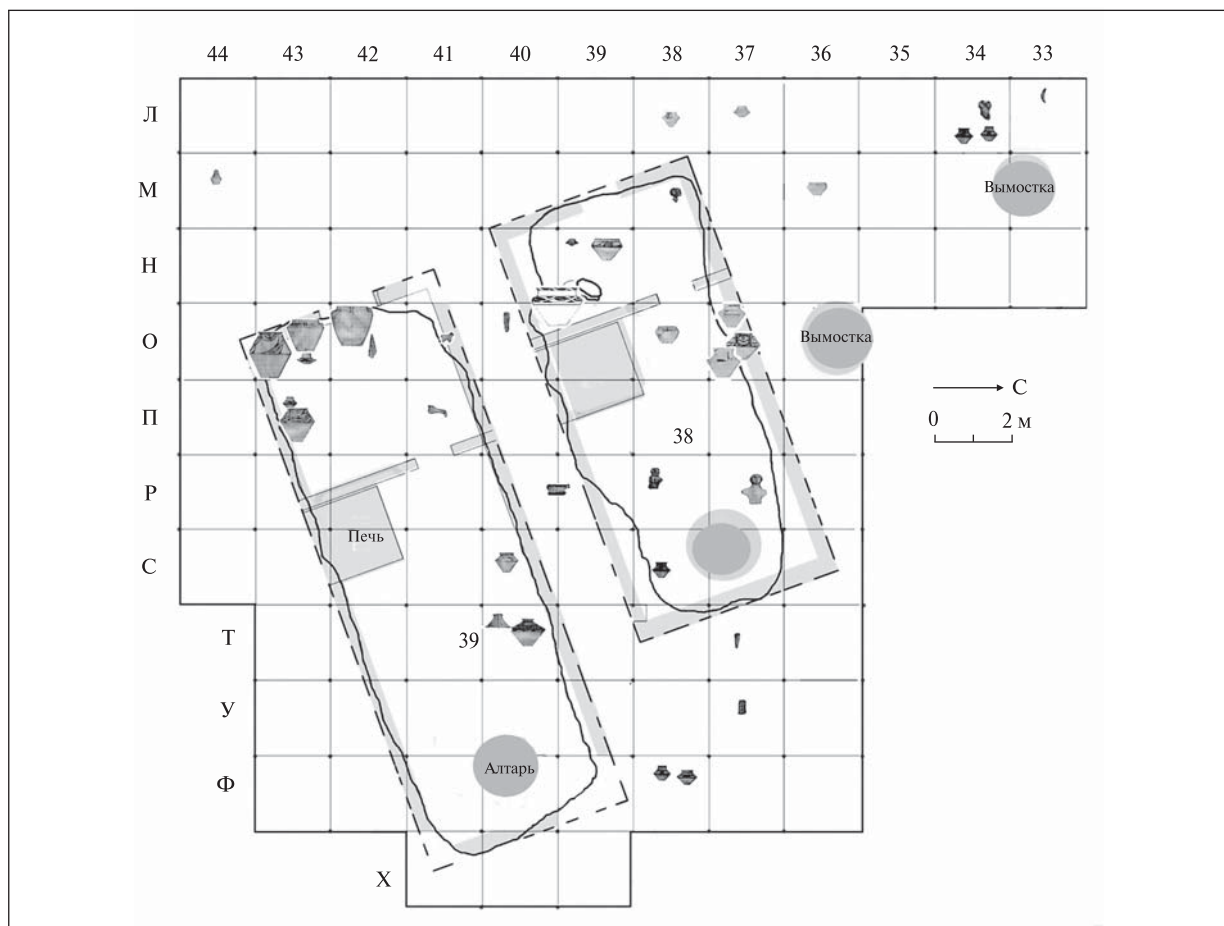 44 43 42 41 40 39 38 37 36 35 34 33
Л
М
Вымостка
Н
О
Вымостка
С
0 2 м
П
38
Р
Печь
С
Т
39
У
Алтарь
Ф
Х